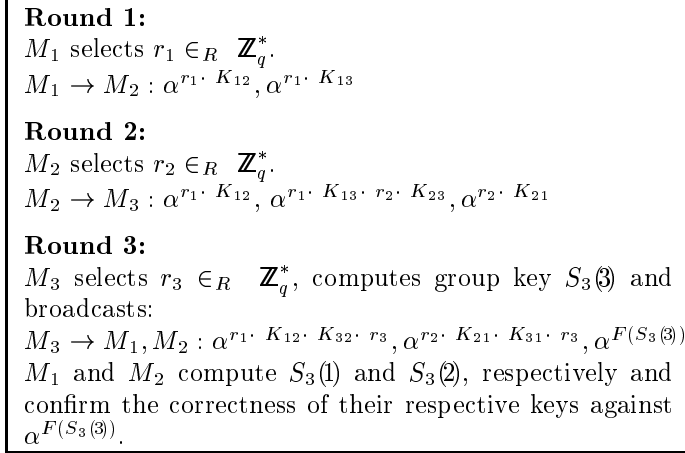 Round 1:
M₁ selects r₁ ∈_R ℤ*_q.
M₁ → M₂ : α^{r₁· K₁₂}, α^{r₁· K₁₃}
Round 2:
M₂ selects r₂ ∈_R ℤ*_q.
M₂ → M₃ : α^{r₁· K₁₂}, α^{r₁· K₁₃· r₂· K₂₃}, α^{r₂· K₂₁}
Round 3:
M₃ selects r₃ ∈_R ℤ*_q, computes group key S₃(3) and
broadcasts:
M₃ → M₁, M₂ : α^{r₁· K₁₂· K₃₂· r₃}, α^{r₂· K₂₁· K₃₁· r₃}, α^{F(S₃(3))}
M₁ and M₂ compute S₃(1) and S₃(2), respectively and
confirm the correctness of their respective keys against
α^{F(S₃(3))}.